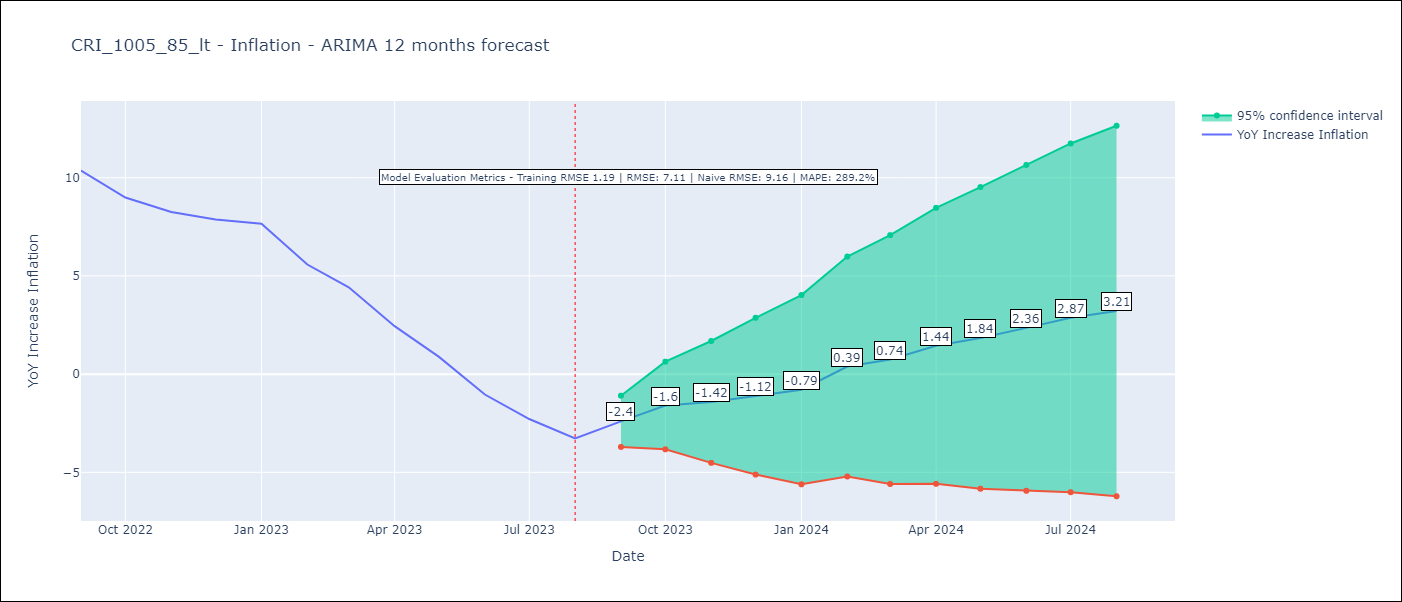 CRI_1005_85_lt - Inflation - ARIMA 12 months forecast
95% confidence interval
YoY Increase Inflation
Model Evaluation Metrics - Training RMSE 1.19 | RMSE: 7.11 | Naive RMSE: 9.16 | MAPE: 289.2%
YoY Increase Inflation
10
5
0
−5
-2.4
-1.6
-1.42
-1.12
-0.79
0.39
0.74
1.44
1.84
2.36
2.87
3.21
Oct 2022
Jan 2023
Apr 2023
Jul 2023
Oct 2023
Jan 2024
Apr 2024
Jul 2024
Date